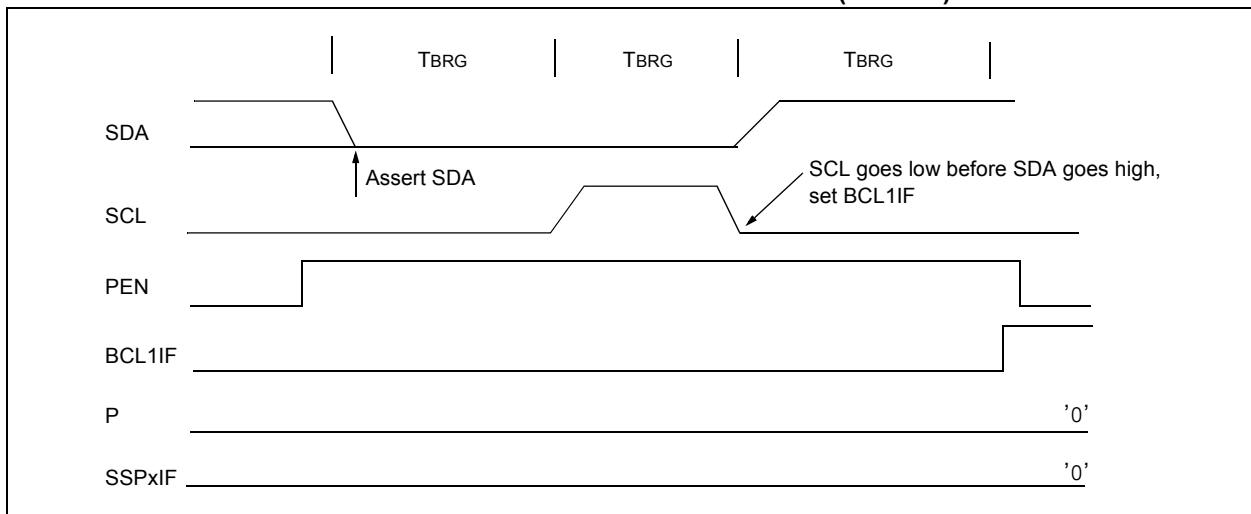 TBRG TBRG TBRG
SDA
Assert SDA
SCL goes low before SDA goes high,
set BCL1IF
SCL
PEN
BCL1IF
P '0'
SSPxIF '0'